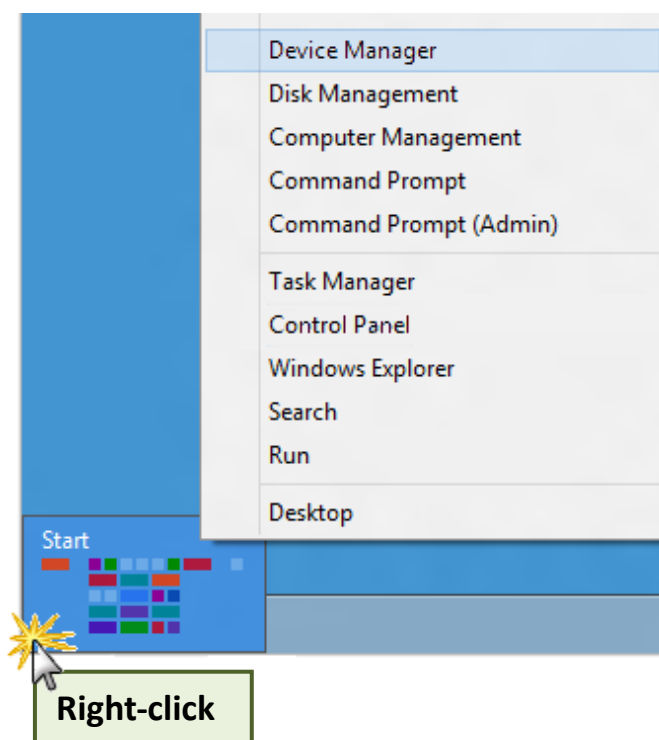 Device Manager
Disk Management
Computer Management
Command Prompt
Command Prompt (Admin)
Task Manager
Control Panel
Windows Explorer
Search
Run
Desktop
Start
Right-click